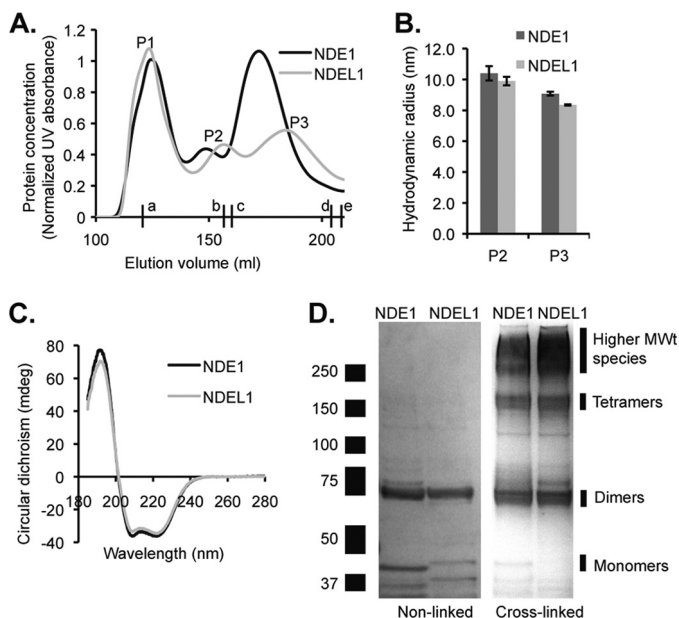 A.
Protein concentration
(Normalized UV absorbance)
1.2
1
0.8
0.6
0.4
0.2
0
P1
P2
P3
NDE1
NDEL1
a b c d e
100 150 200
Elution volume (ml)
B.
Hydrodynamic radius (nm)
12.0
10.0
8.0
6.0
4.0
2.0
0.0
NDE1
NDEL1
P2 P3
C.
Circular dichroism (mdeg)
80
60
40
20
0
-20
-40
NDE1
NDEL1
180 200 220 240 260 280
Wavelength (nm)
D.
NDE1 NDEL1 NDE1 NDEL1
250
150
100
75
50
37
Higher MWt
species
Tetramers
Dimers
Monomers
Non-linked Cross-linked